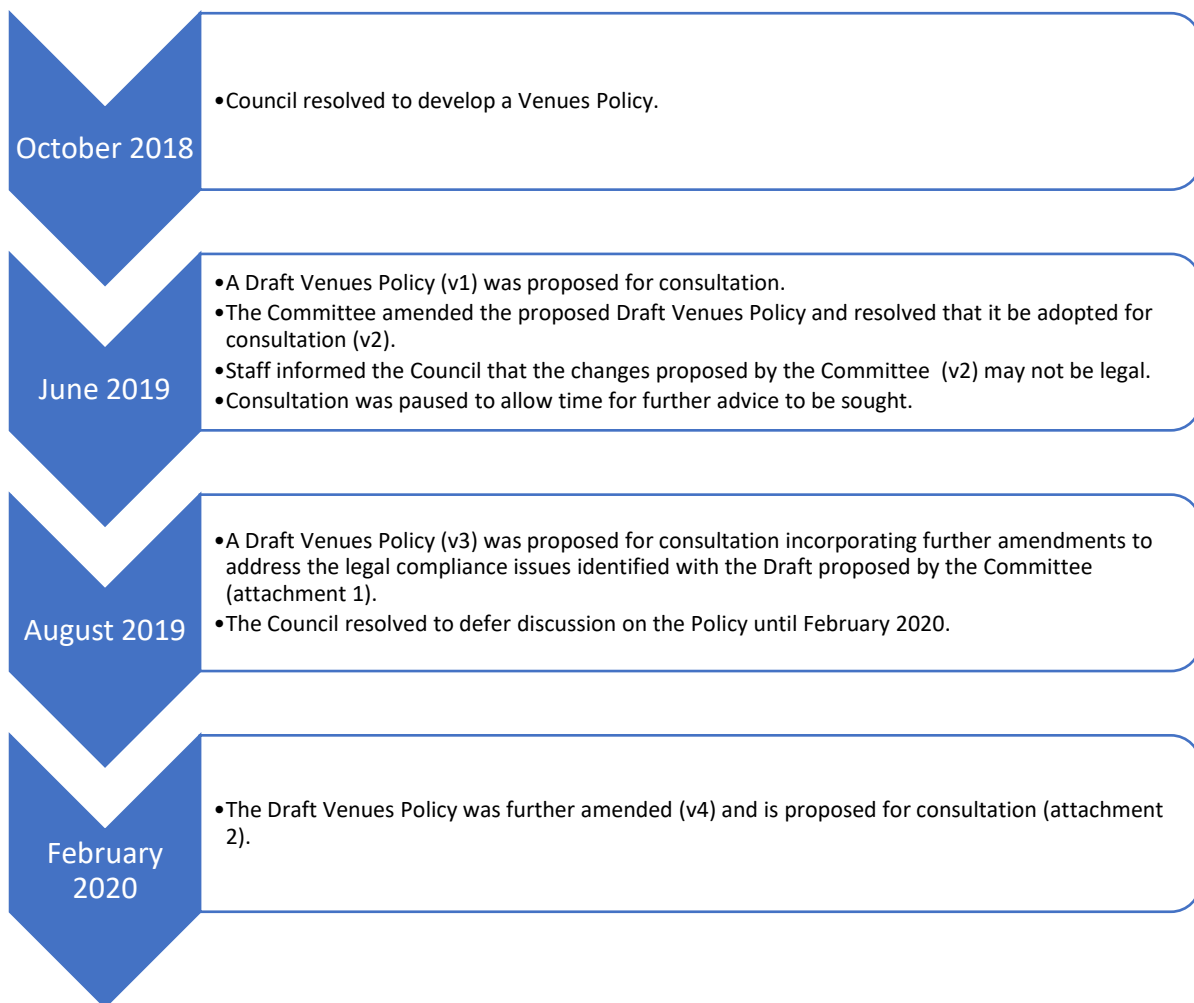 October 2018
•Council resolved to develop a Venues Policy.
June 2019
•A Draft Venues Policy (v1) was proposed for consultation.
•The Committee amended the proposed Draft Venues Policy and resolved that it be adopted for
consultation (v2).
•Staff informed the Council that the changes proposed by the Committee  (v2) may not be legal.
•Consultation was paused to allow time for further advice to be sought.
August 2019
•A Draft Venues Policy (v3) was proposed for consultation incorporating further amendments to
address the legal compliance issues identified with the Draft proposed by the Committee
(attachment 1).
•The Council resolved to defer discussion on the Policy until February 2020.
February
2020
•The Draft Venues Policy was further amended (v4) and is proposed for consultation (attachment
2).